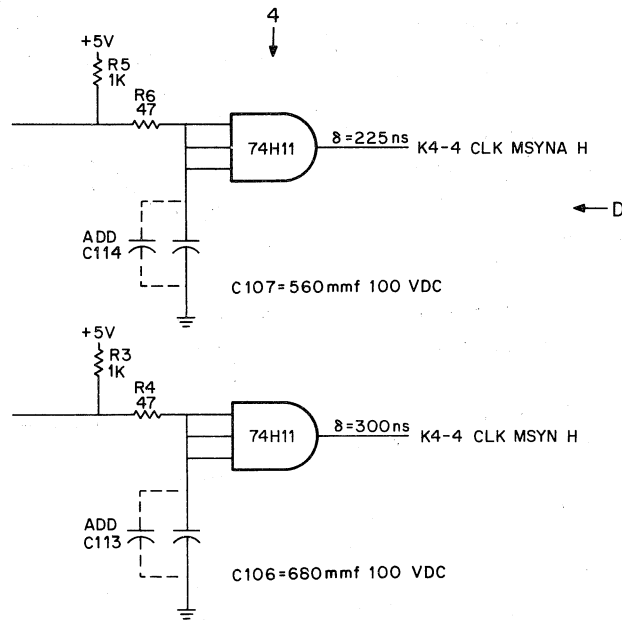 4
+5V
R5
1K
R6
47
74H11
δ=225ns
K4-4 CLK MSYNA H
D
ADD
C114
C107=560mmf 100 VDC
+5V
R3
1K
R4
47
74H11
δ=300ns
K4-4 CLK MSYN H
ADD
C113
C106=680mmf 100 VDC